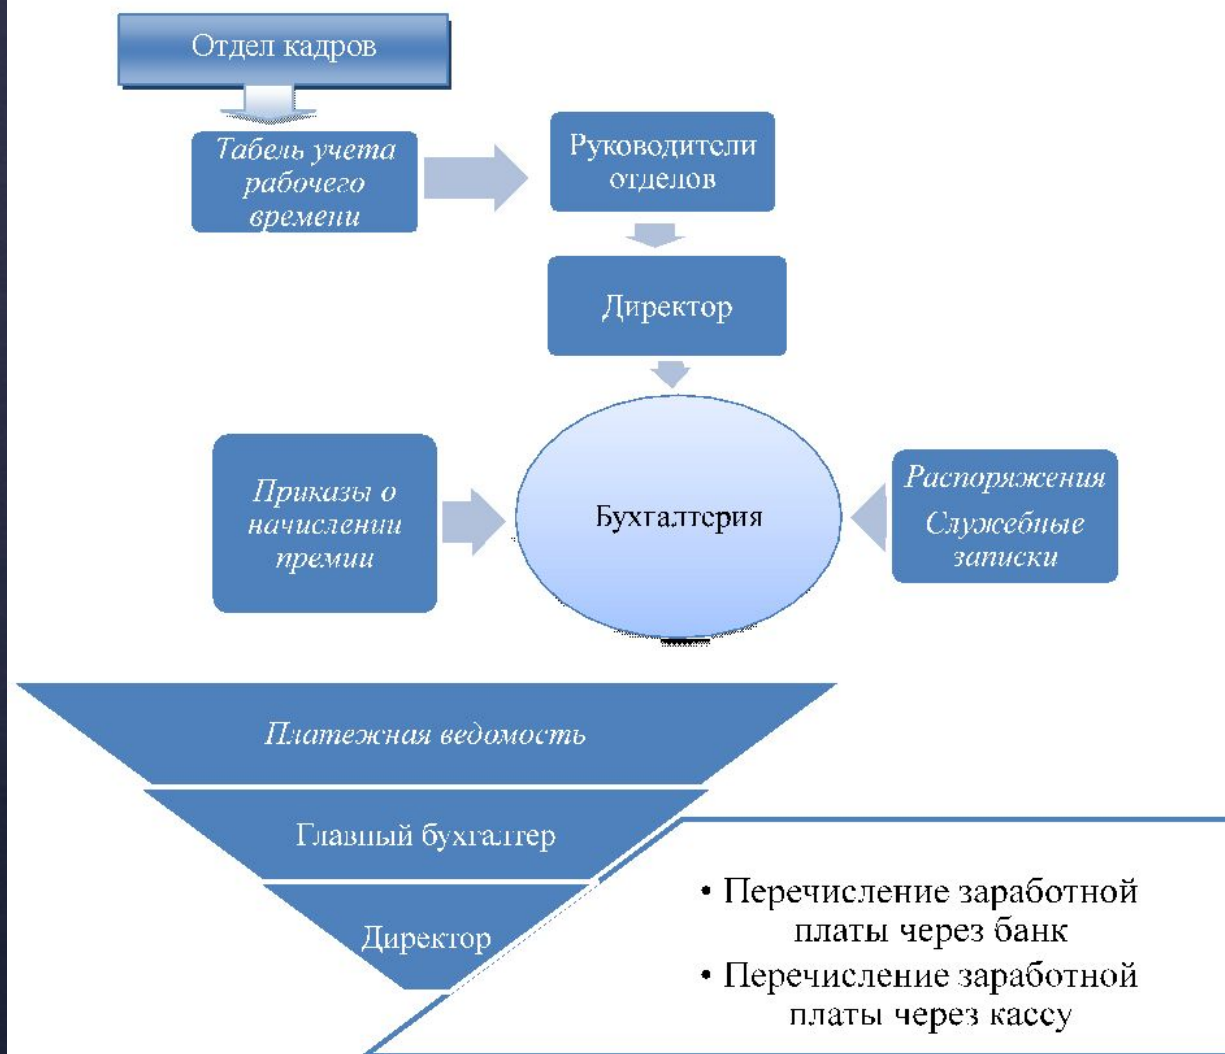 Отдел кадров
Табель учета
рабочего
времени
Руководители
отделов
Директор
Приказы о
начислении
премии
Бухгалтерия
Распоряжения
Служебные
записки
Платежная ведомость
Главный бухгалтер
Директор
• Перечисление заработной
платы через банк
• Перечисление заработной
платы через кассу